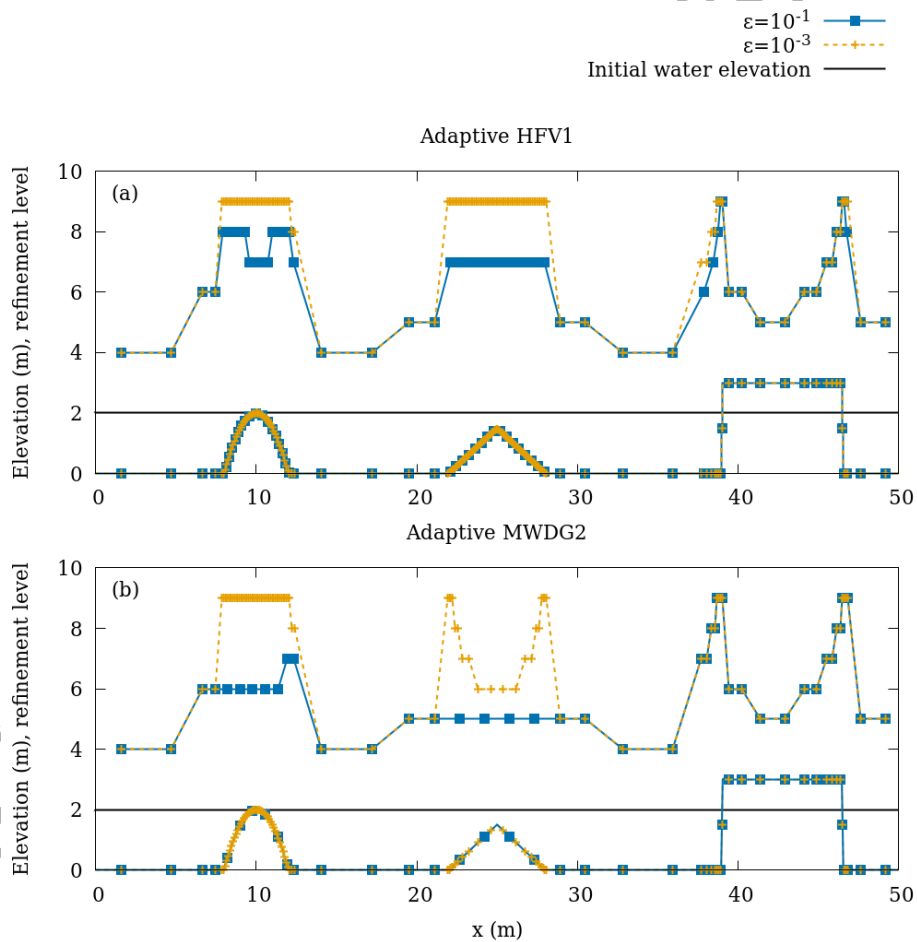 ε=10⁻¹
ε=10⁻³
Initial water elevation
Adaptive HFV1
(a)
Elevation (m), refinement level
10
8
6
4
2
0
0 10 20 30 40 50
Adaptive MWDG2
(b)
Elevation (m), refinement level
10
8
6
4
2
0
0 10 20 30 40 50
x (m)